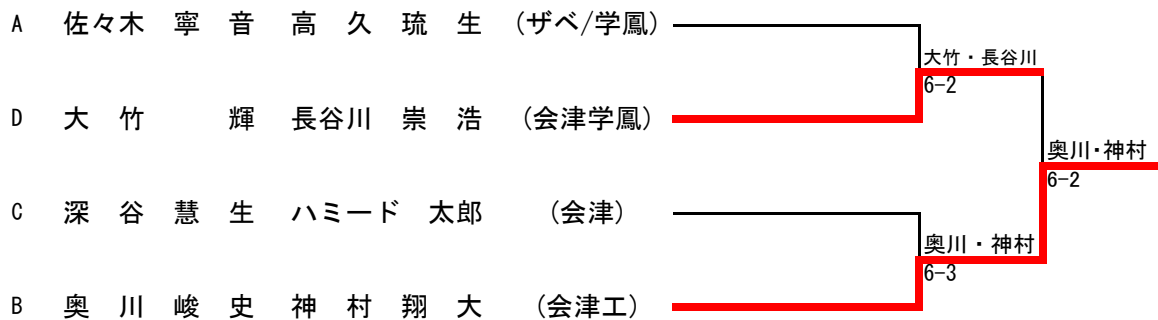 A 佐々木 寧 音 高 久 琉 生 (ザベ/学鳳)
大竹・長谷川
6-2
D 大 竹 輝 長谷川 崇 浩 (会津学鳳)
奥川・神村
6-2
C 深 谷 慧 生 ハミード 太郎 (会津)
奥川・神村
6-3
B 奥 川 峻 史 神 村 翔 大 (会津工)